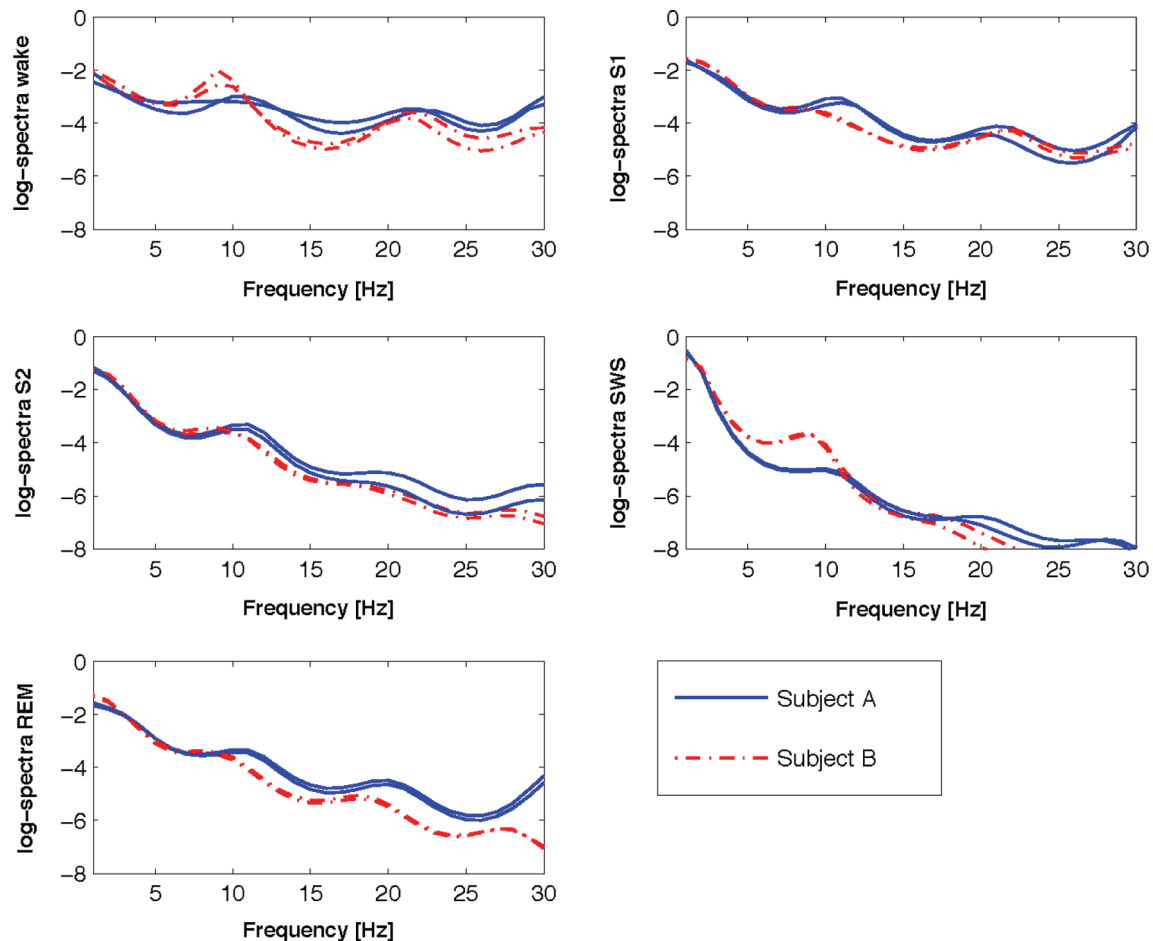 0
−2
−4
−6
−8
log−spectra wake
5 10 15 20 25 30
Frequency [Hz]
0
−2
−4
−6
−8
log−spectra S1
5 10 15 20 25 30
Frequency [Hz]
0
−2
−4
−6
−8
log−spectra S2
5 10 15 20 25 30
Frequency [Hz]
0
−2
−4
−6
−8
log−spectra SWS
5 10 15 20 25 30
Frequency [Hz]
0
−2
−4
−6
−8
log−spectra REM
5 10 15 20 25 30
Frequency [Hz]
Subject A
Subject B